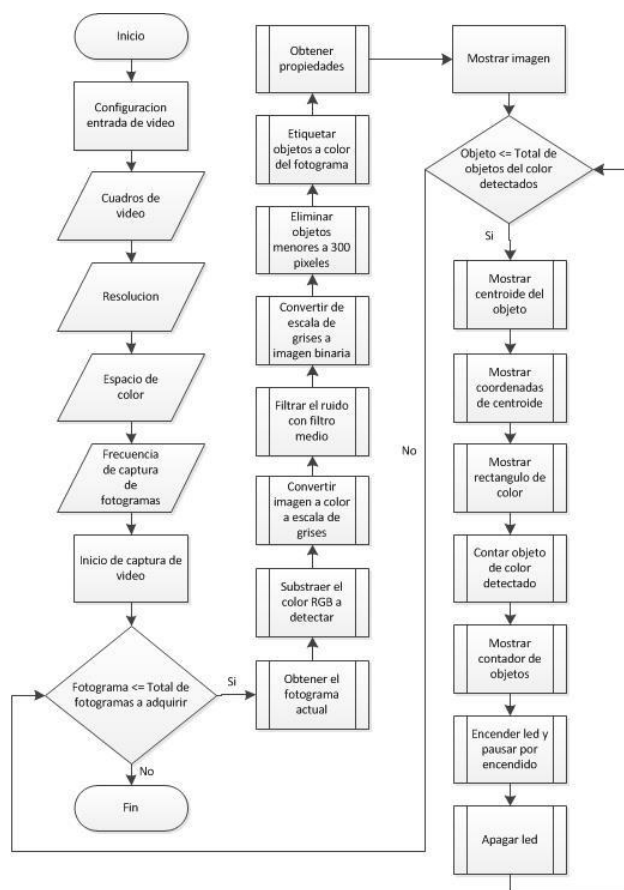 Inicio
Configuracion
entrada de video
Cuadros de
video
Resolucion
Espacio de
color
Frecuencia
de captura
de
fotogramas
Inicio de captura de
video
Fotograma <= Total de
fotogramas a adquirir
Si
No
Fin
Obtener el
fotograma
actual
Substraer el
color RGB a
detectar
Convertir
imagen a color
a escala de
grises
Filtrar el ruido
con filtro
medio
Convertir de
escala de
grises a
imagen binaria
Eliminar
objetos
menores a 300
pixeles
Etiquetar
objetos a color
del fotograma
Obtener
propiedades
Mostrar imagen
Objeto <= Total de
objetos del color
detectados
Si
No
Mostrar
centroide del
objeto
Mostrar
coordenadas
de centroide
Mostrar
rectangulo de
color
Contar objeto
de color
detectado
Mostrar
contador de
objetos
Encender led y
pausar por
encendido
Apagar led